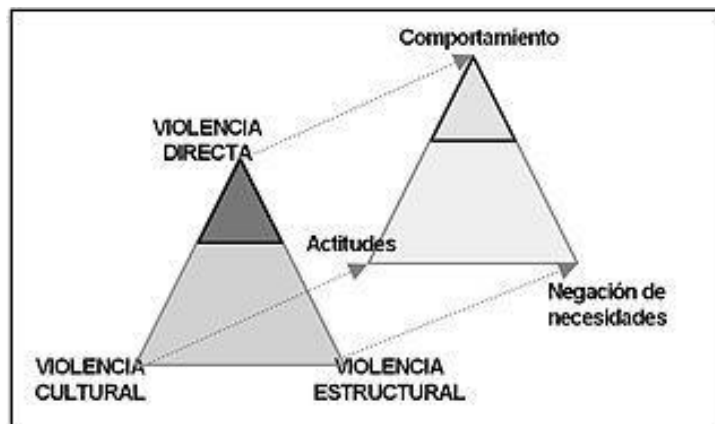 Comportamiento
VIOLENCIA
DIRECTA
Actitudes
Negación de
necesidades
VIOLENCIA
CULTURAL
VIOLENCIA
ESTRUCTURAL